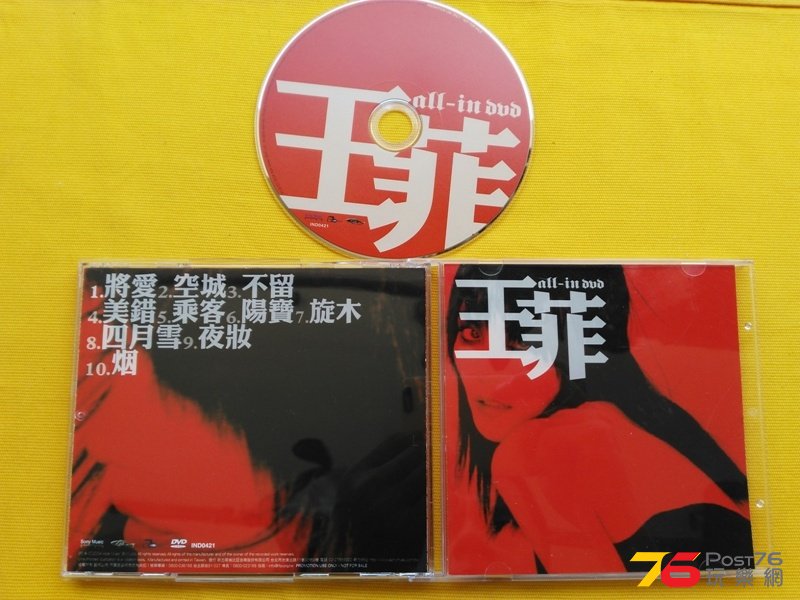 all-in dvd
王菲
IND0421
1.將愛 2.空城 3.不留
4.美錯 5.乘客 6.陽寶 7.旋木
8.四月雪 9.夜妝
10.烟
Sony Music
DVD
IND0421
PROMOTION USE ONLY - NOT FOR SALE
all-in dvd
王菲
76 Post76
玩樂網